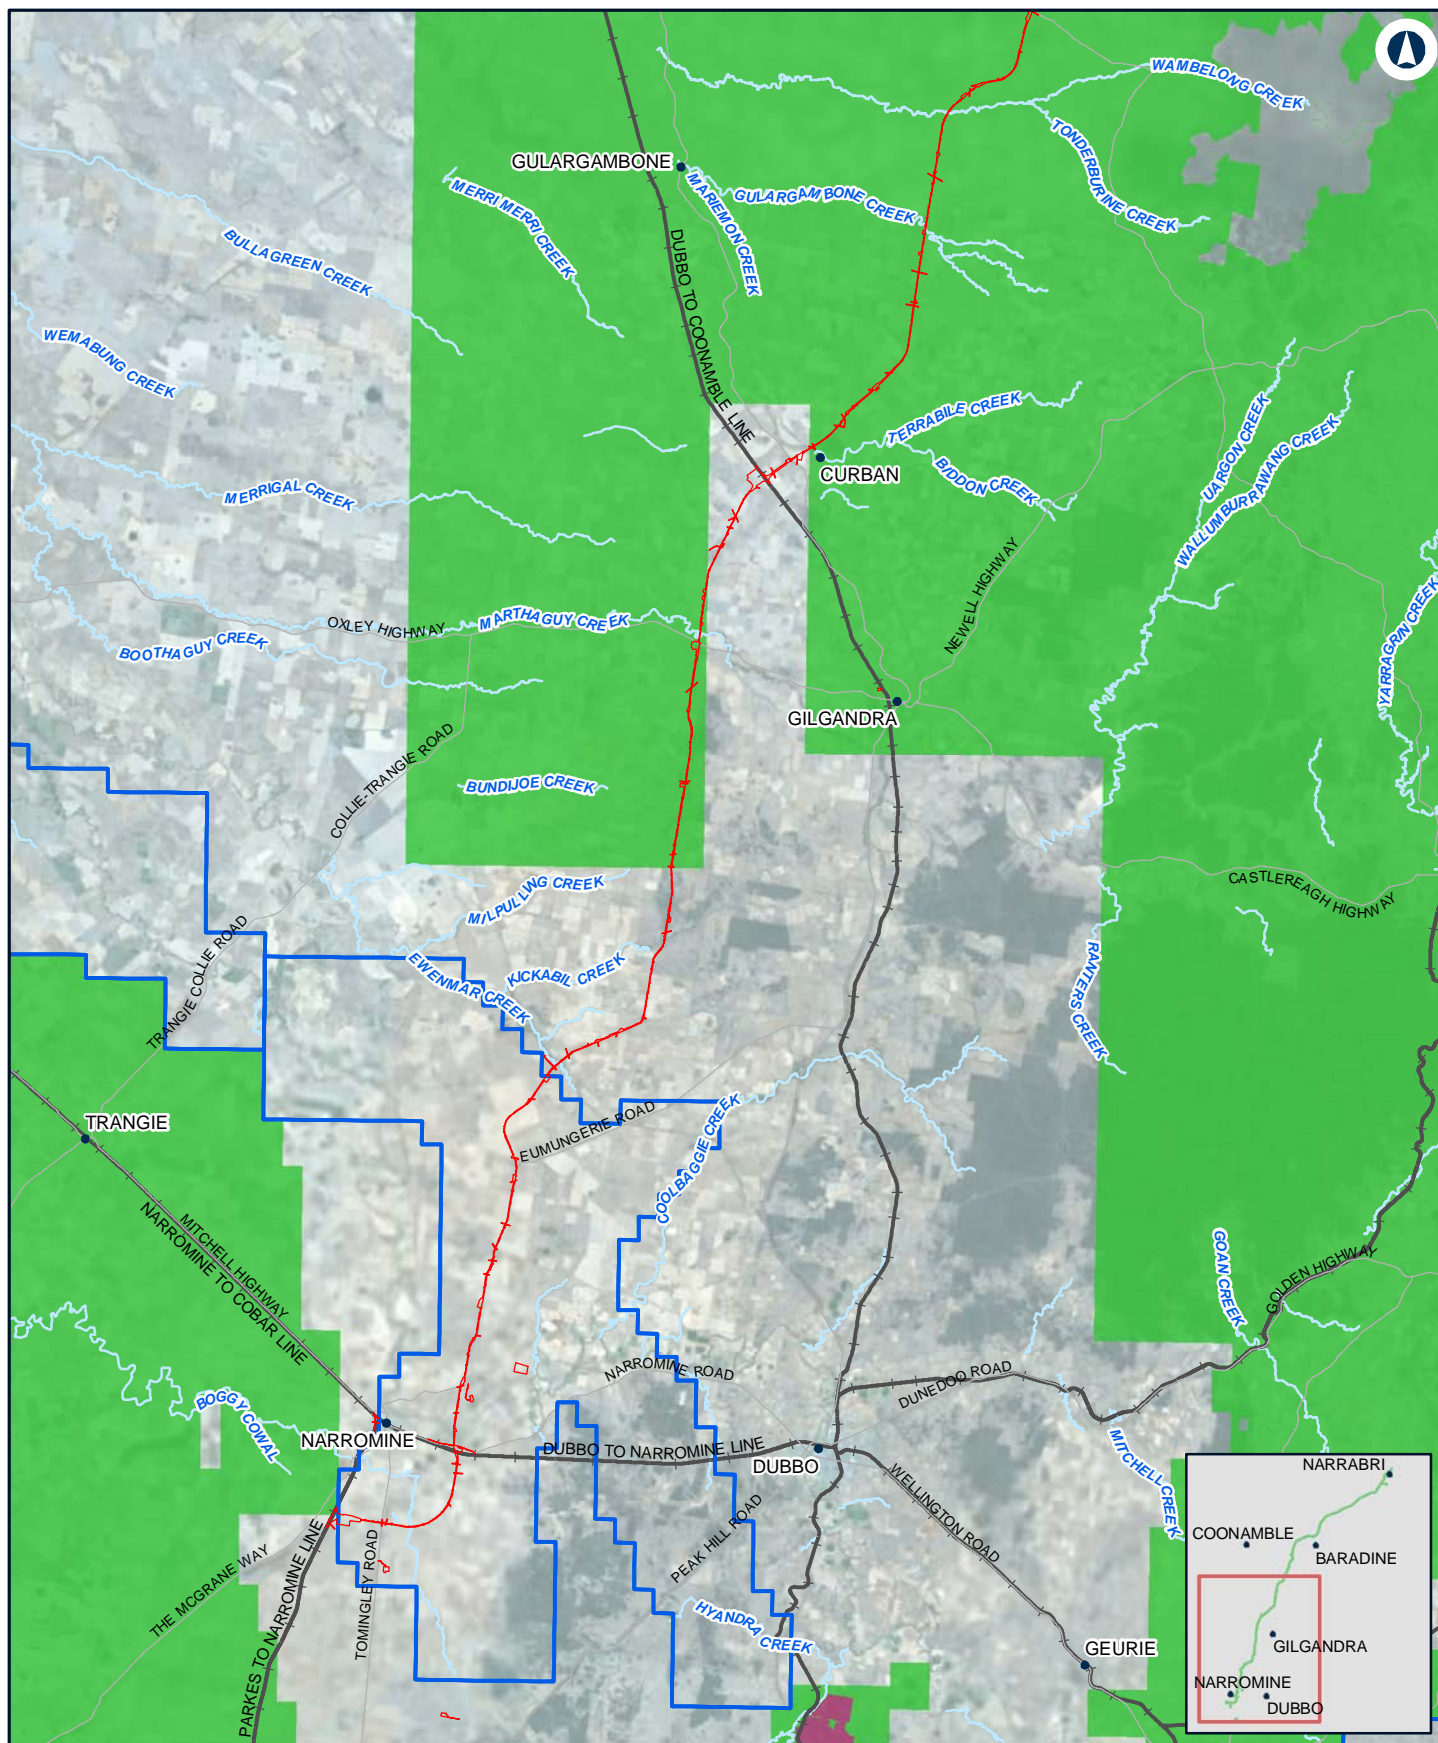 WAMBELONG CREEK
TONDERBURINE CREEK
GULARGAMBONE
MERRI MERRI CREEK
MARIEMON CREEK
GULARGAMBONE CREEK
BULLAGREEN CREEK
DUBBO TO COONAMBLE LINE
WEMABUNG CREEK
TERRABILE CREEK
UARGON CREEK
WALLUMBURRAWANG CREEK
CURBAN
BIDDON CREEK
MERRIGAL CREEK
NEWELL HIGHWAY
YARRAGRIN CREEK
OXLEY HIGHWAY
MARTHAGUY CREEK
BOOTHAGUY CREEK
GILGANDRA
COLLIE-TRANGIE ROAD
BUNDIJOE CREEK
CASTLEREAGH HIGHWAY
MILPULLING CREEK
TRANGIE COLLIE ROAD
EWENMAR CREEK
KICKABIL CREEK
RANTERS CREEK
TRANGIE
EUMUNGERIE ROAD
COOLBAGGIE CREEK
MITCHELL HIGHWAY
NARROMINE TO COBAR LINE
GOAN CREEK
GOLDEN HIGHWAY
NARROMINE ROAD
DUNEDOO ROAD
BOGGY COWAL
NARROMINE
DUBBO TO NARROMINE LINE
DUBBO
MITCHELL CREEK
WELLINGTON ROAD
PEAK HILL ROAD
THE MCGRANE WAY
PARKES TO NARROMINE LINE
TOMINGLEY ROAD
HYANDRA CREEK
GEURIE
NARRABRI
COONAMBLE
BARADINE
GILGANDRA
NARROMINE
DUBBO